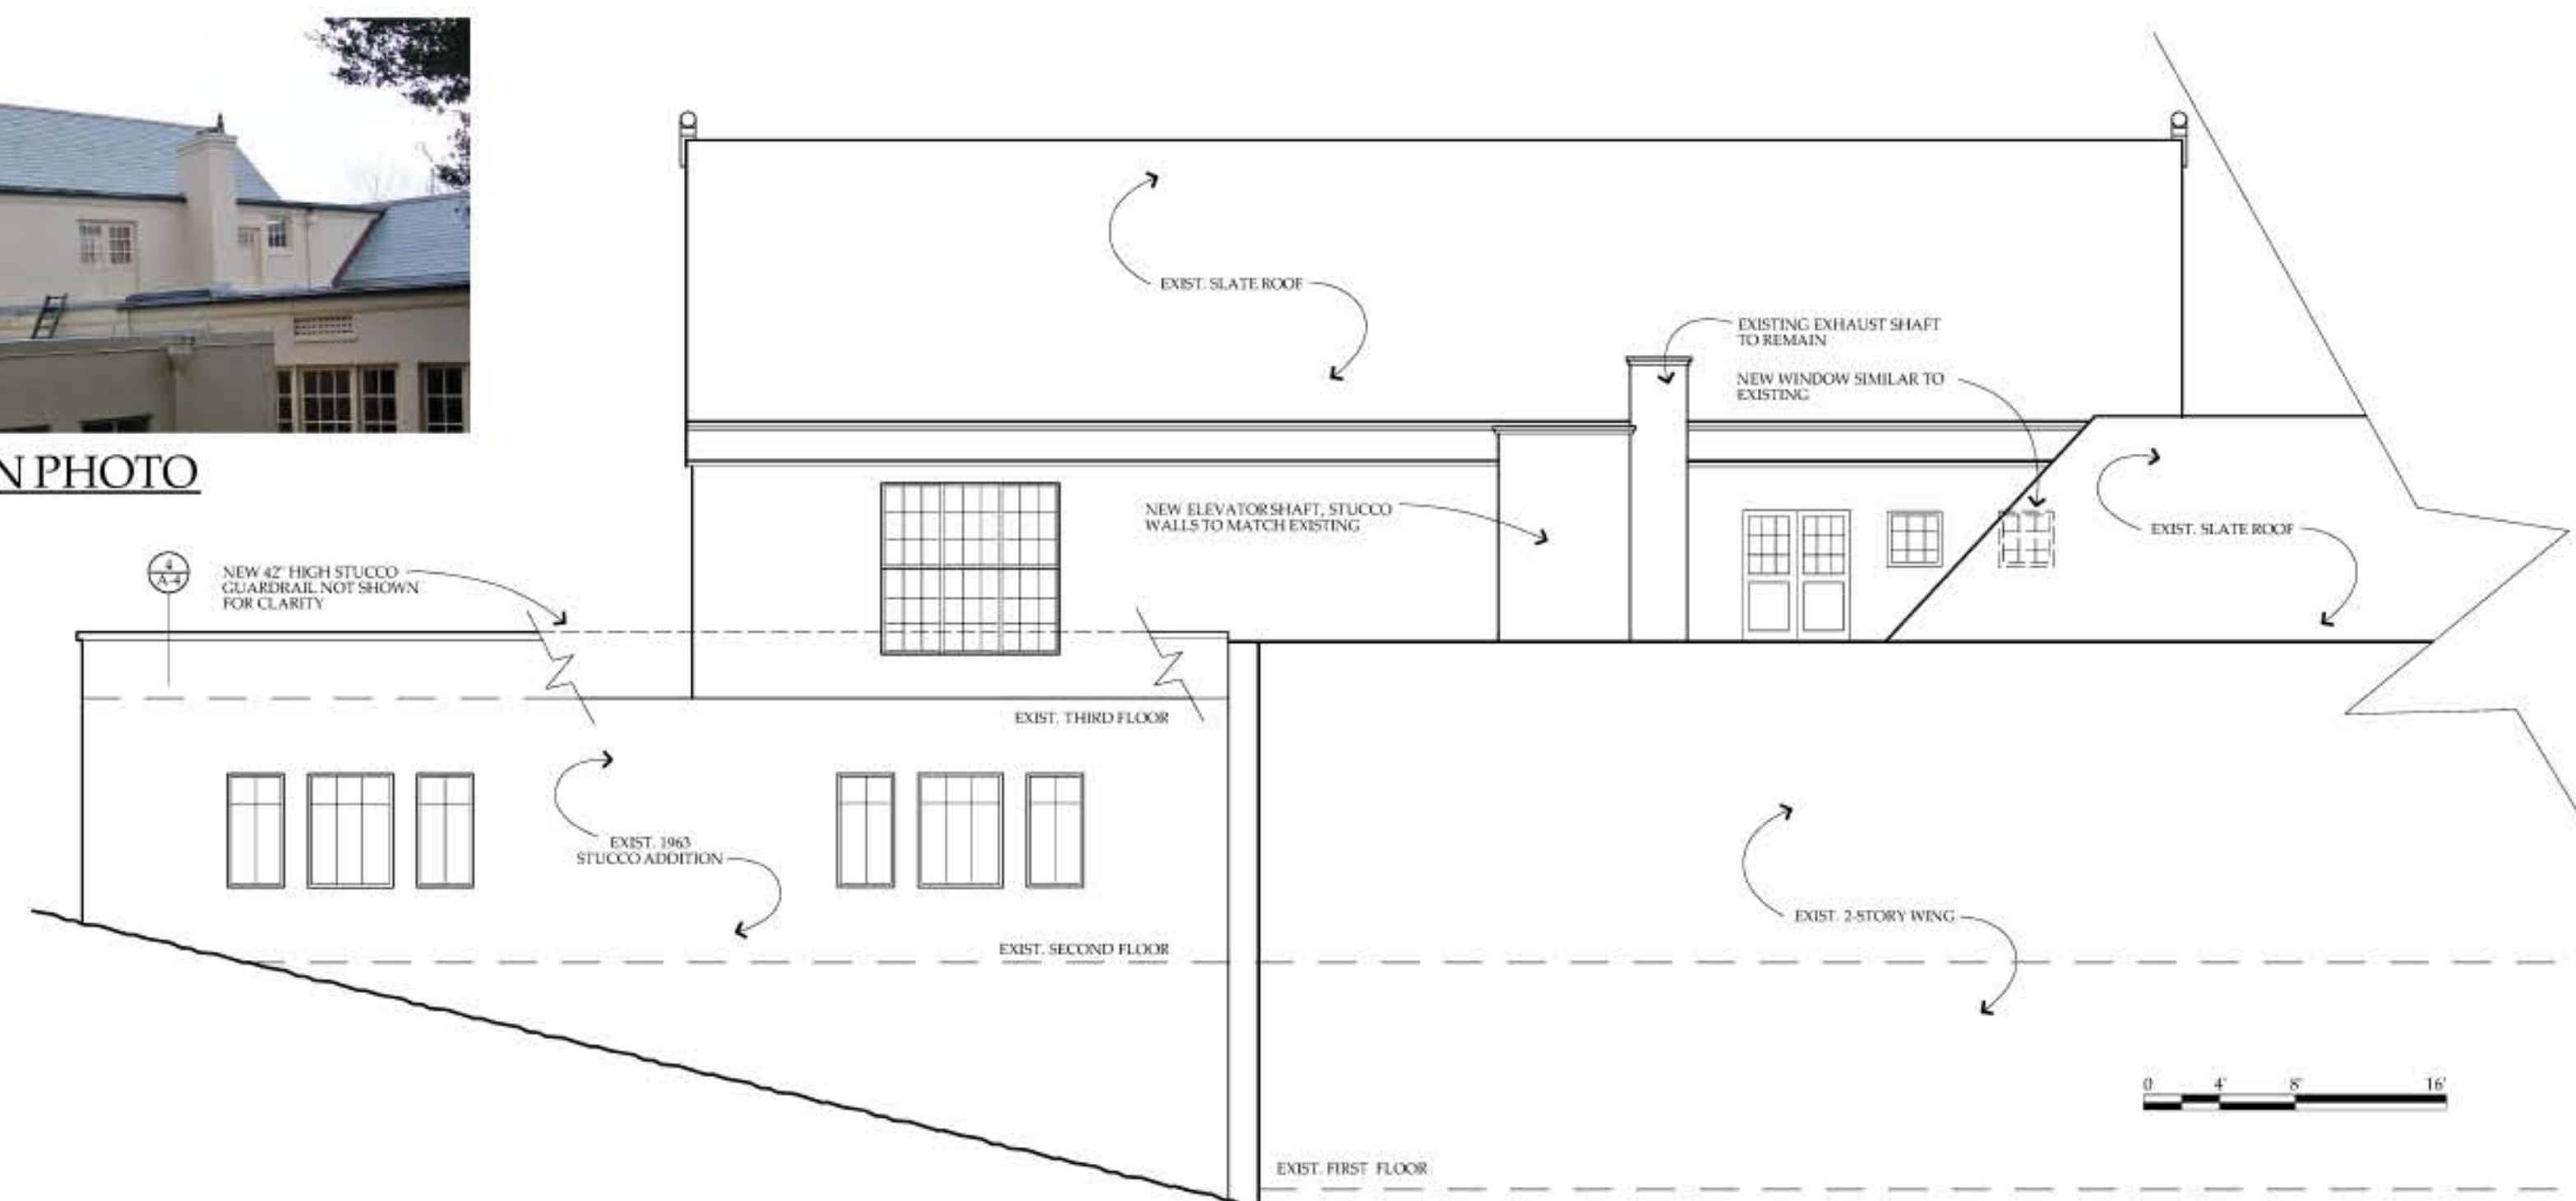 N PHOTO
EXIST. SLATE ROOF
EXISTING EXHAUST SHAFT
TO REMAIN
NEW WINDOW SIMILAR TO
EXISTING
NEW ELEVATOR SHAFT, STUCCO
WALLS TO MATCH EXISTING
EXIST. SLATE ROOF
4
A-4
NEW 42" HIGH STUCCO
GUARDRAIL NOT SHOWN
FOR CLARITY
EXIST. THIRD FLOOR
EXIST. 1963
STUCCO ADDITION
EXIST. 2-STORY WING
EXIST. SECOND FLOOR
0 4' 8' 16'
EXIST. FIRST FLOOR